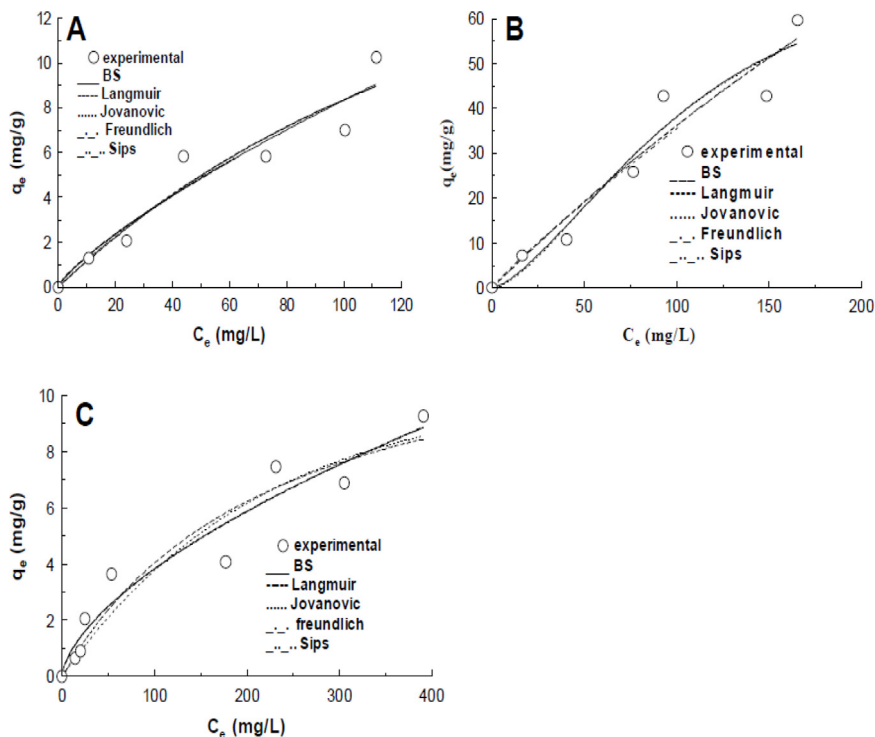 A
12
10
8
6
4
2
0
qe (mg/g)
experimental
BS
Langmuir
Jovanovic
Freundlich
Sips
0 20 40 60 80 100 120
Ce (mg/L)
B
60
50
40
30
20
10
0
qe(mg/g)
experimental
BS
Langmuir
Jovanovic
Freundlich
Sips
0 50 100 150 200
Ce (mg/L)
C
10
8
6
4
2
0
qe (mg/g)
experimental
BS
Langmuir
Jovanovic
freundlich
Sips
0 100 200 300 400
Ce (mg/L)